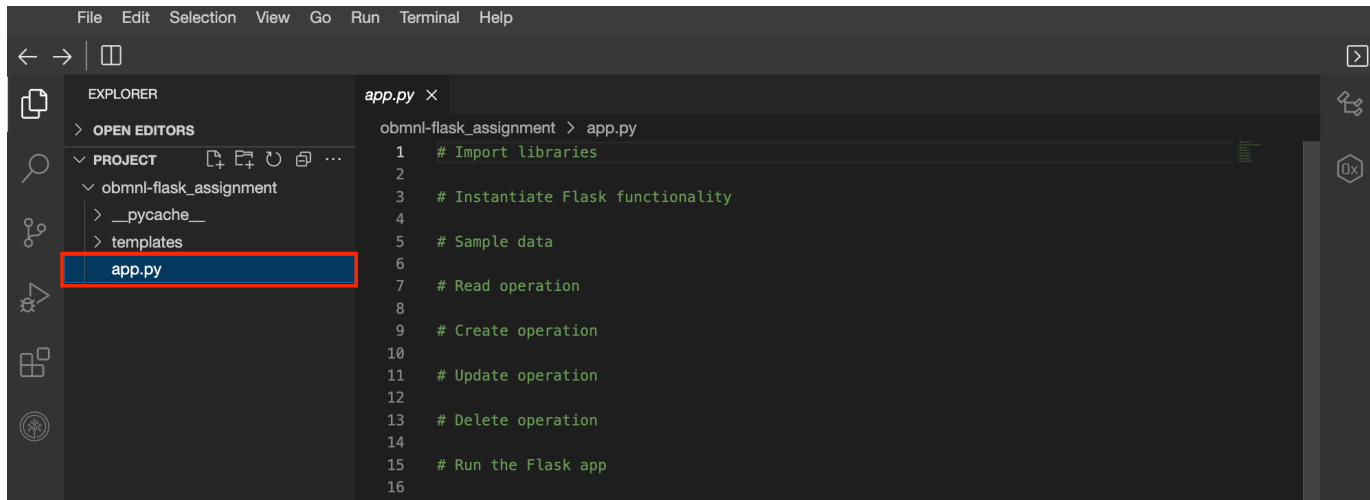 File Edit Selection View Go Run Terminal Help
EXPLORER
OPEN EDITORS
PROJECT
obmnl-flask_assignment
__pycache__
templates
app.py
app.py
obmnl-flask_assignment > app.py
1 # Import libraries
2
3 # Instantiate Flask functionality
4
5 # Sample data
6
7 # Read operation
8
9 # Create operation
10
11 # Update operation
12
13 # Delete operation
14
15 # Run the Flask app
16
0x